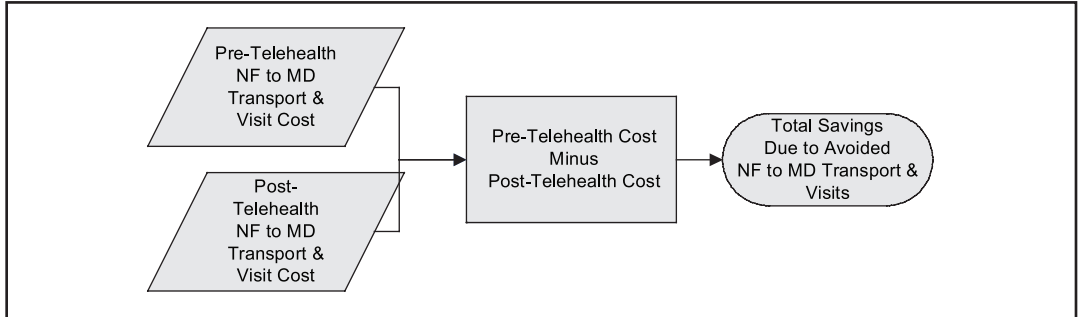 Pre-Telehealth
NF to MD
Transport &
Visit Cost
Post-
Telehealth
NF to MD
Transport &
Visit Cost
Pre-Telehealth Cost
Minus
Post-Telehealth Cost
Total Savings
Due to Avoided
NF to MD Transport &
Visits